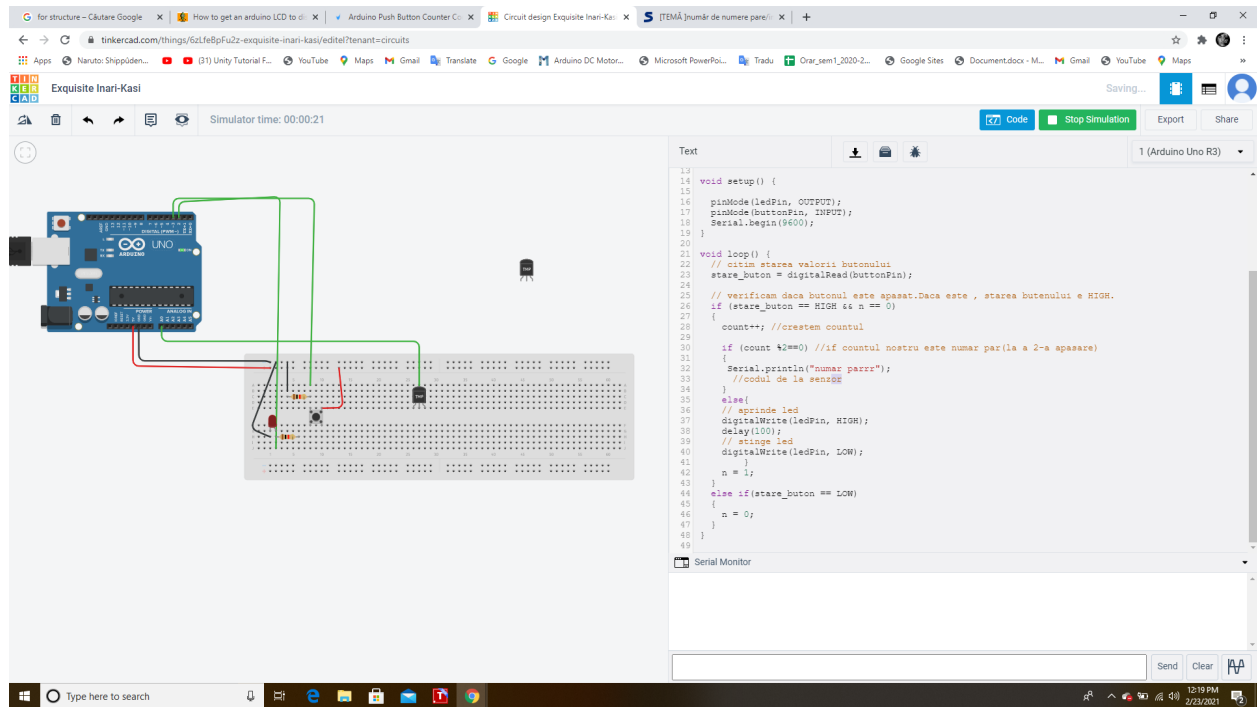 for structure – Căutare Google
How to get an arduino LCD to di
Arduino Push Button Counter Co
Circuit design Exquisite Inari-Kas
[TEMĂ ]număr de numere pare/i
tinkercad.com/things/6zLfeBpFu2z-exquisite-inari-kasi/editel?tenant=circuits
Apps Naruto: Shippūden... (31) Unity Tutorial F... YouTube Maps Gmail Translate Google Arduino DC Motor... Microsoft PowerPoi... Tradu Orar_sem1_2020-2... Google Sites Document.docx - M... Gmail YouTube Maps »
TIN
KER
CAD
Exquisite Inari-Kasi
Saving...
Simulator time: 00:00:21
Code
Stop Simulation
Export
Share
Text
1 (Arduino Uno R3)
13
14 void setup() {
15
16 pinMode(ledPin, OUTPUT);
17 pinMode(buttonPin, INPUT);
18 Serial.begin(9600);
19 }
20
21 void loop() {
22 // citim starea valorii butonului
23 stare_buton = digitalRead(buttonPin);
24
25 // verificam daca butonul este apasat.Daca este , starea butenului e HIGH.
26 if (stare_buton == HIGH && n == 0)
27 {
28 count++; //crestem countul
29
30 if (count %2==0) //if countul nostru este numar par(la a 2-a apasare)
31 {
32 Serial.println("numar parrr");
33 //codul de la senzor
34 }
35 else{
36 // aprinde led
37 digitalWrite(ledPin, HIGH);
38 delay(100);
39 // stinge led
40 digitalWrite(ledPin, LOW);
41 }
42 n = 1;
43 }
44 else if(stare_buton == LOW)
45 {
46 n = 0;
47 }
48 }
49
DIGITAL (PWM~)
UNO
ARDUINO
POWER
ANALOG IN
TMP
TMP
Serial Monitor
Send
Clear
Type here to search
12:19 PM
2/23/2021